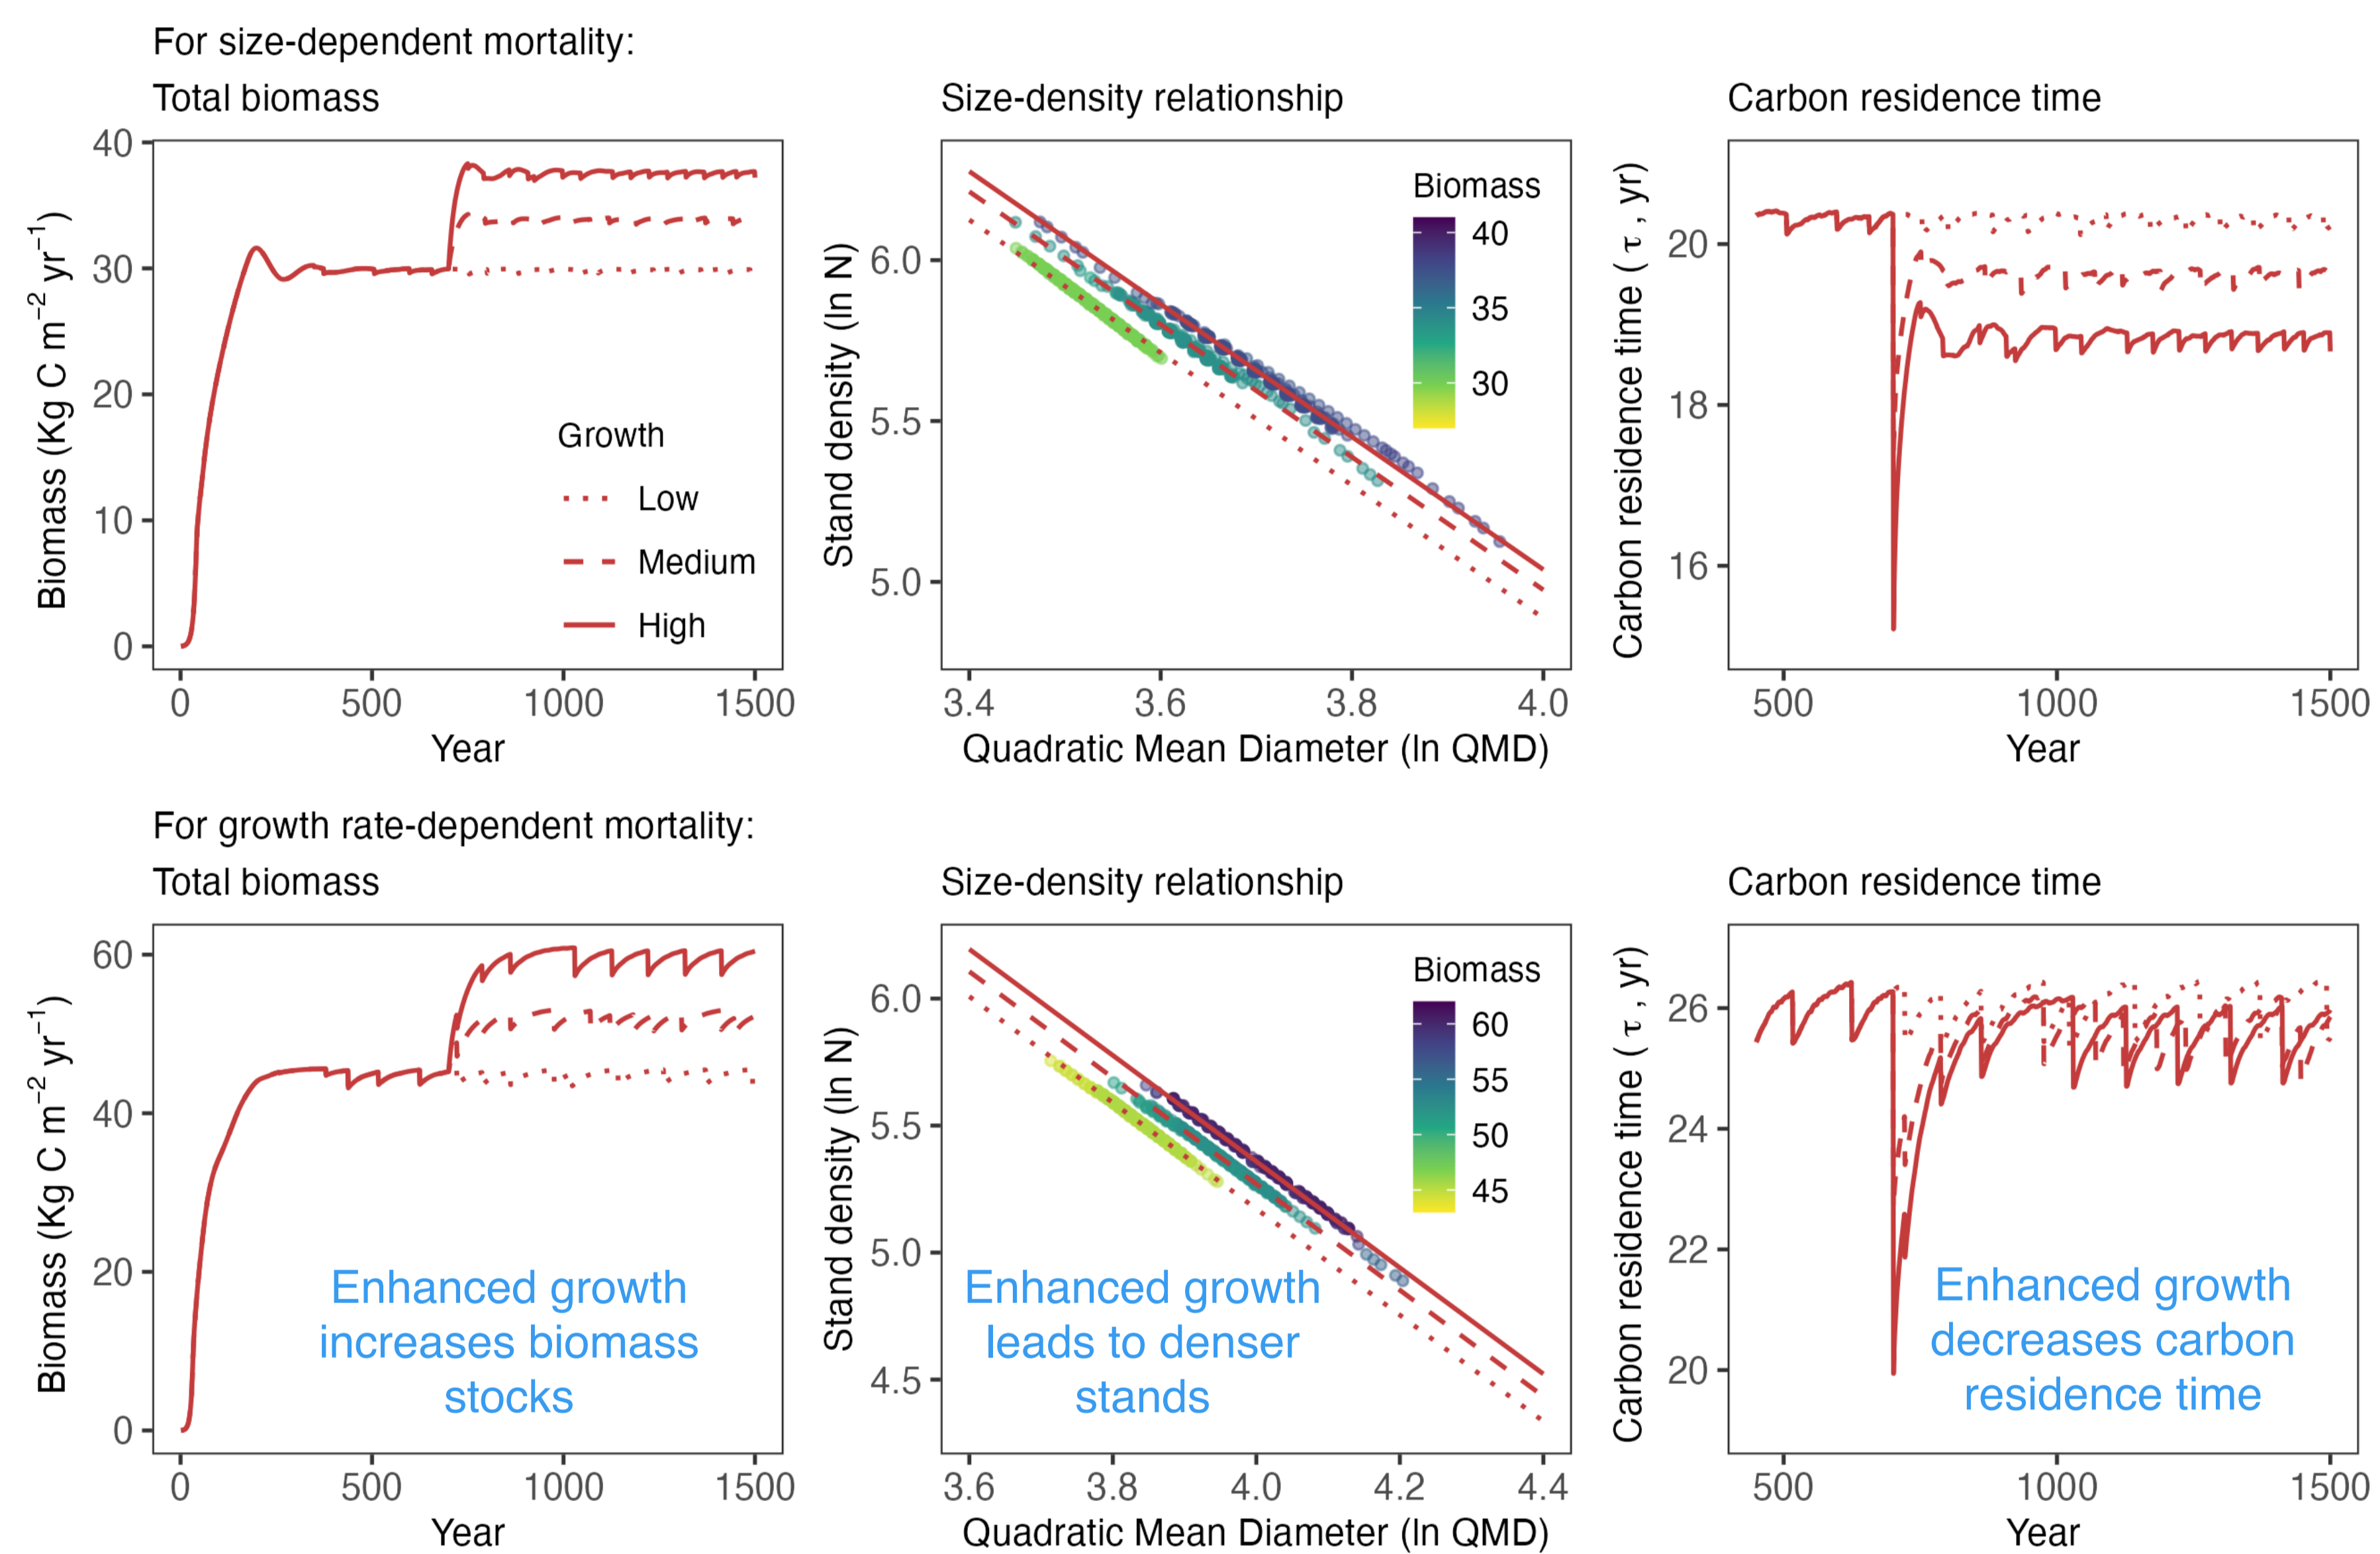 For size-dependent mortality:
Total biomass
Size-density relationship
Carbon residence time
Biomass (Kg C m⁻² yr⁻¹)
40
30
20
10
0
Growth
Low
Medium
High
0
500
1000
1500
Year
Stand density (ln N)
6.0
5.5
5.0
Biomass
40
35
30
3.4
3.6
3.8
4.0
Quadratic Mean Diameter (ln QMD)
Carbon residence time (τ, yr)
20
18
16
500
1000
1500
Year
For growth rate-dependent mortality:
Total biomass
Size-density relationship
Carbon residence time
Biomass (Kg C m⁻² yr⁻¹)
60
40
20
0
Enhanced growth
increases biomass
stocks
0
500
1000
1500
Year
Stand density (ln N)
6.0
5.5
5.0
4.5
Biomass
60
55
50
45
Enhanced growth
leads to denser
stands
3.6
3.8
4.0
4.2
4.4
Quadratic Mean Diameter (ln QMD)
Carbon residence time (τ, yr)
26
24
22
20
Enhanced growth
decreases carbon
residence time
500
1000
1500
Year